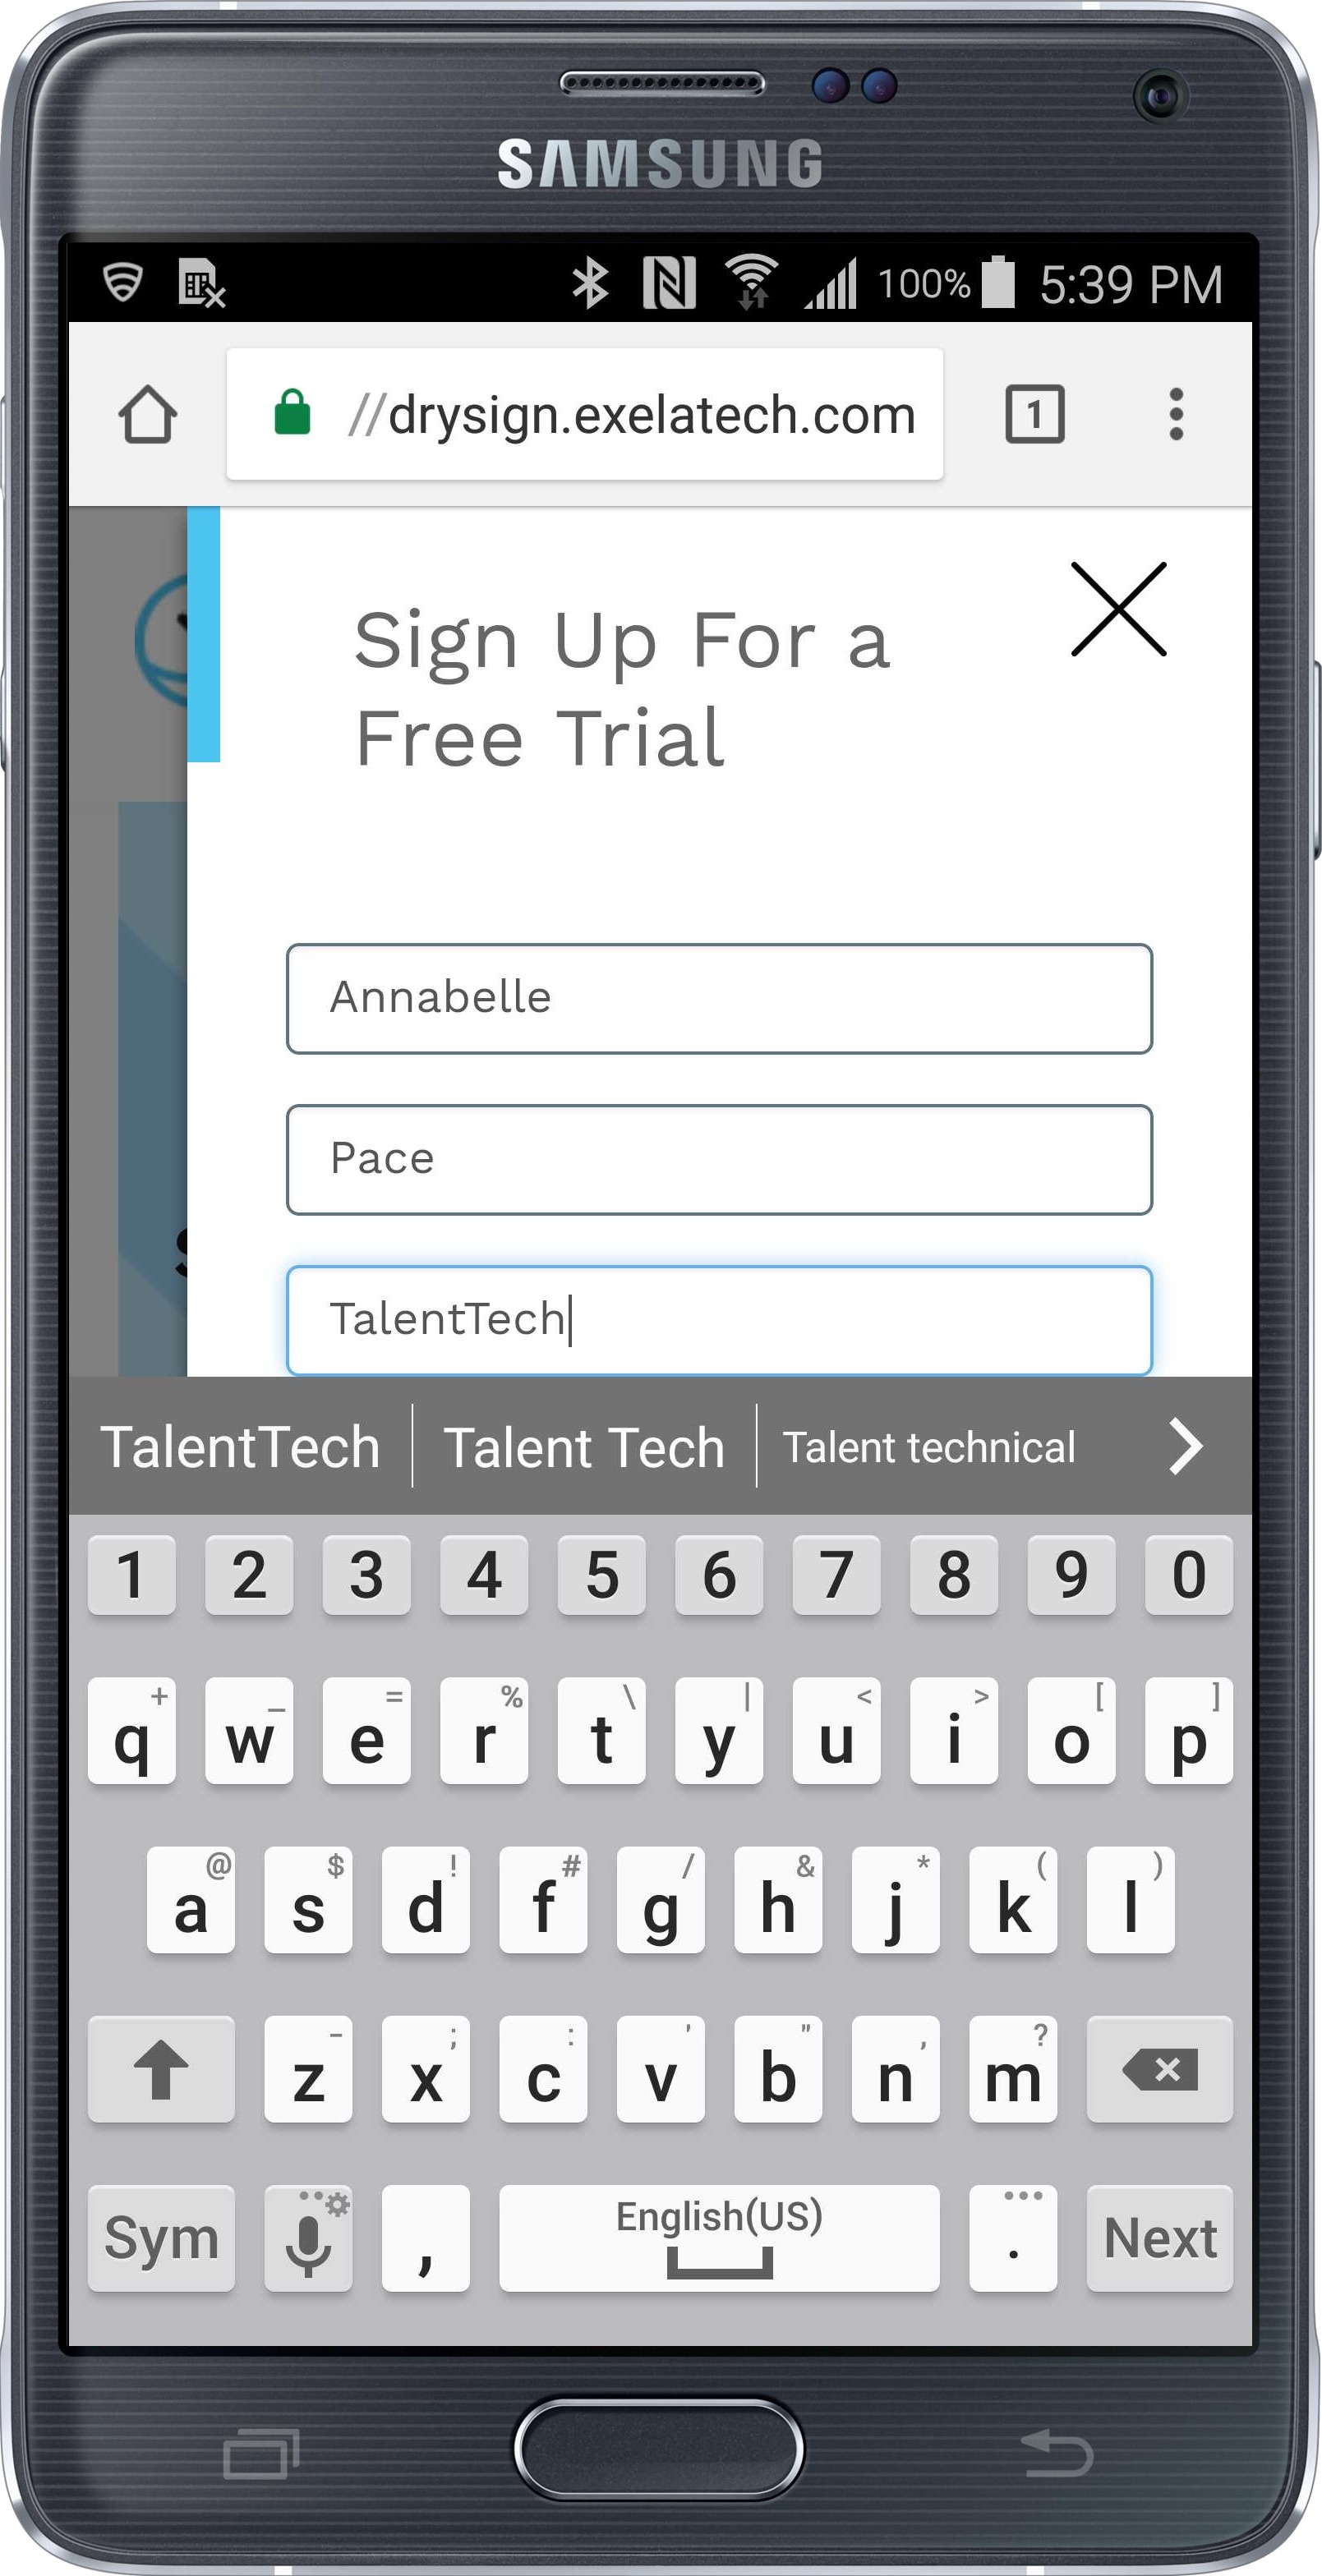 SAMSUNG
100% 5:39 PM
//drysign.exelatech.com 1
Sign Up For a
Free Trial
Annabelle
Pace
TalentTech
TalentTech Talent Tech Talent technical
1 2 3 4 5 6 7 8 9 0
+ _ = % \ | < > [ ]
q w e r t y u i o p
@ $ ! # / & * ( )
a s d f g h j k l
- ; : ' " , ?
z x c v b n m
Sym , English(US) . Next